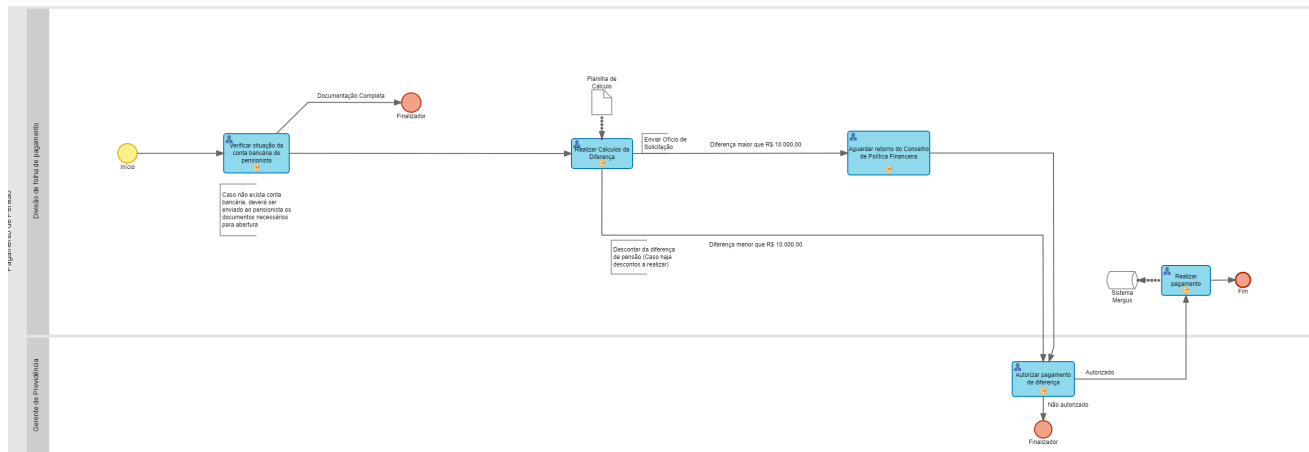 Divisão de folha de pagamento
Gerente de Previdência
Início
Verificar situação da
conta bancária do
pensionista
Documentação Completa
Finalizador
Caso não exista conta
bancária, deverá ser
enviado ao pensionista os
documentos necessários
para abertura
Planilha de
Cálculo
Realizar Cálculos da
Diferença
Enviar Ofício de
Solicitação
Diferença maior que R$ 10.000,00
Aguardar retorno do Conselho
de Política Financeira
Descontar da diferença
de pensão (Caso haja
descontos a realizar)
Diferença menor que R$ 10.000,00
Sistema
Mergus
Realizar
pagamento
Fim
Autorizar pagamento
de diferença
Autorizado
Não autorizado
Finalizador